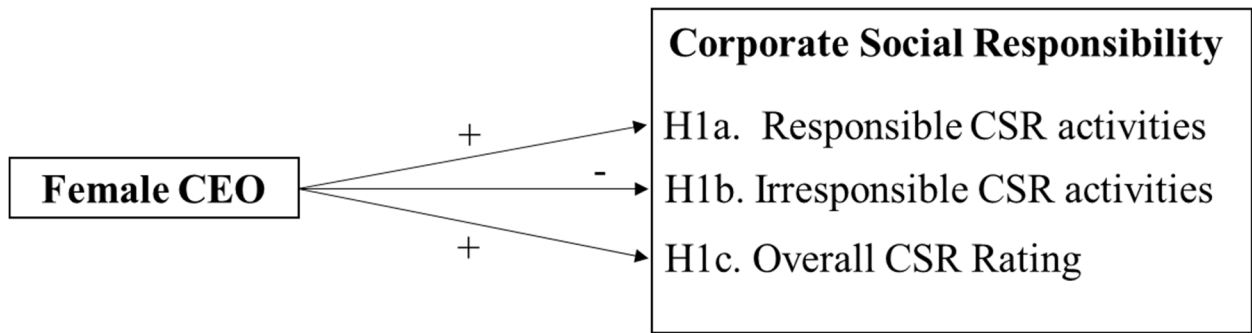 Corporate Social Responsibility
+
H1a. Responsible CSR activities
Female CEO
-
H1b. Irresponsible CSR activities
+
H1c. Overall CSR Rating